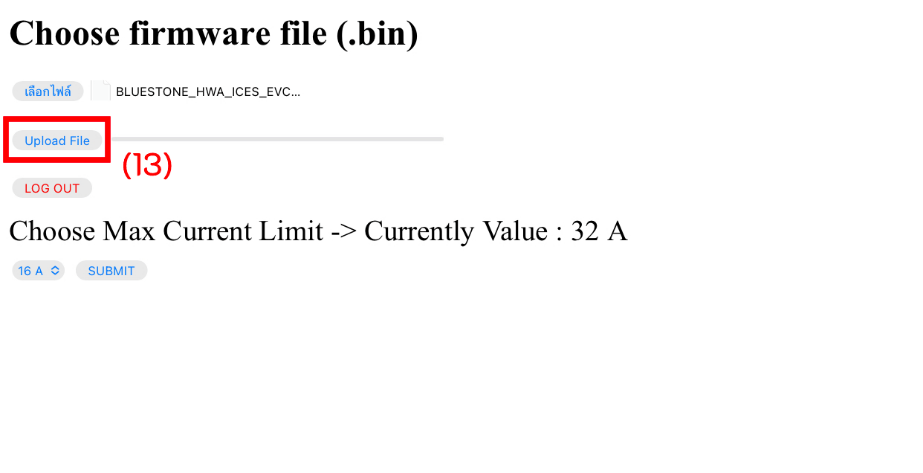 Choose firmware file (.bin)
เลือกไฟล์ BLUESTONE_HWA_ICES_EVC...
Upload File
(13)
LOG OUT
Choose Max Current Limit -> Currently Value : 32 A
16 A SUBMIT